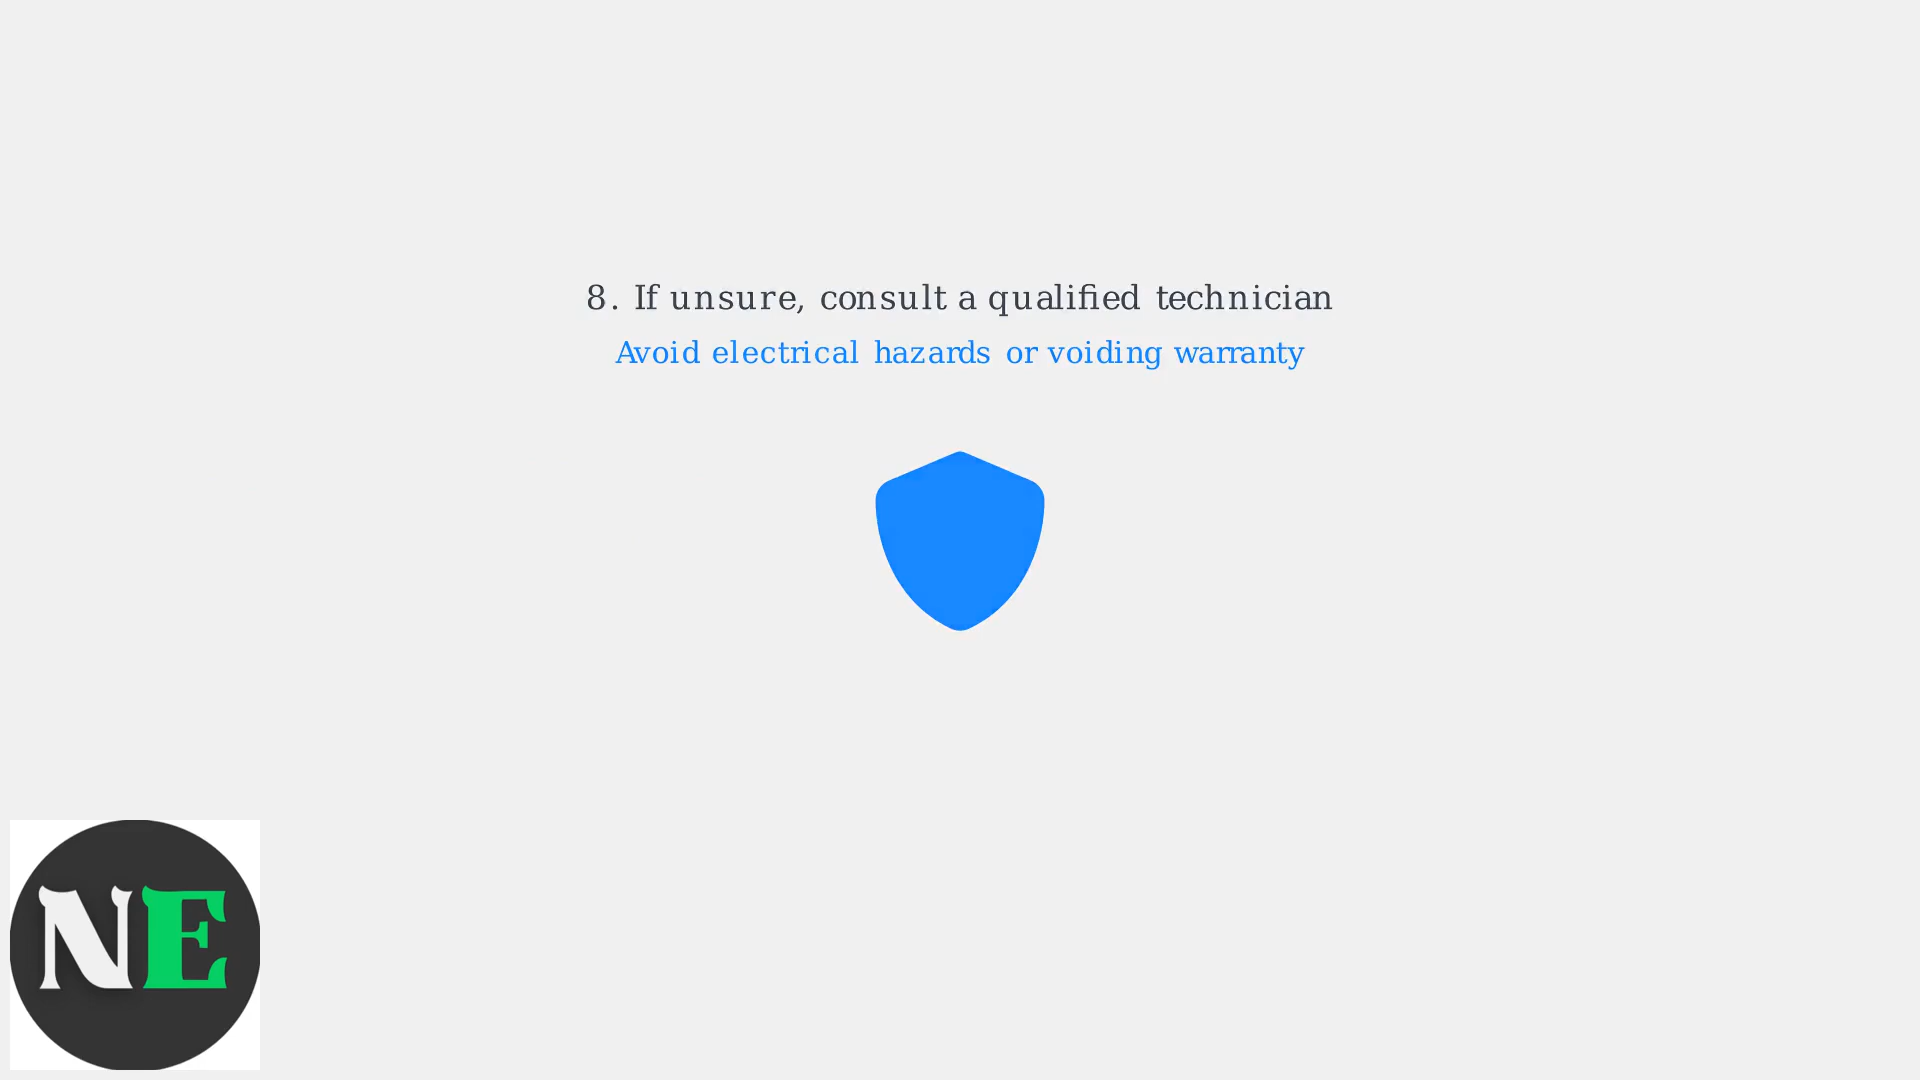 8. If unsure, consult a qualified technician
Avoid electrical hazards or voiding warranty
NE